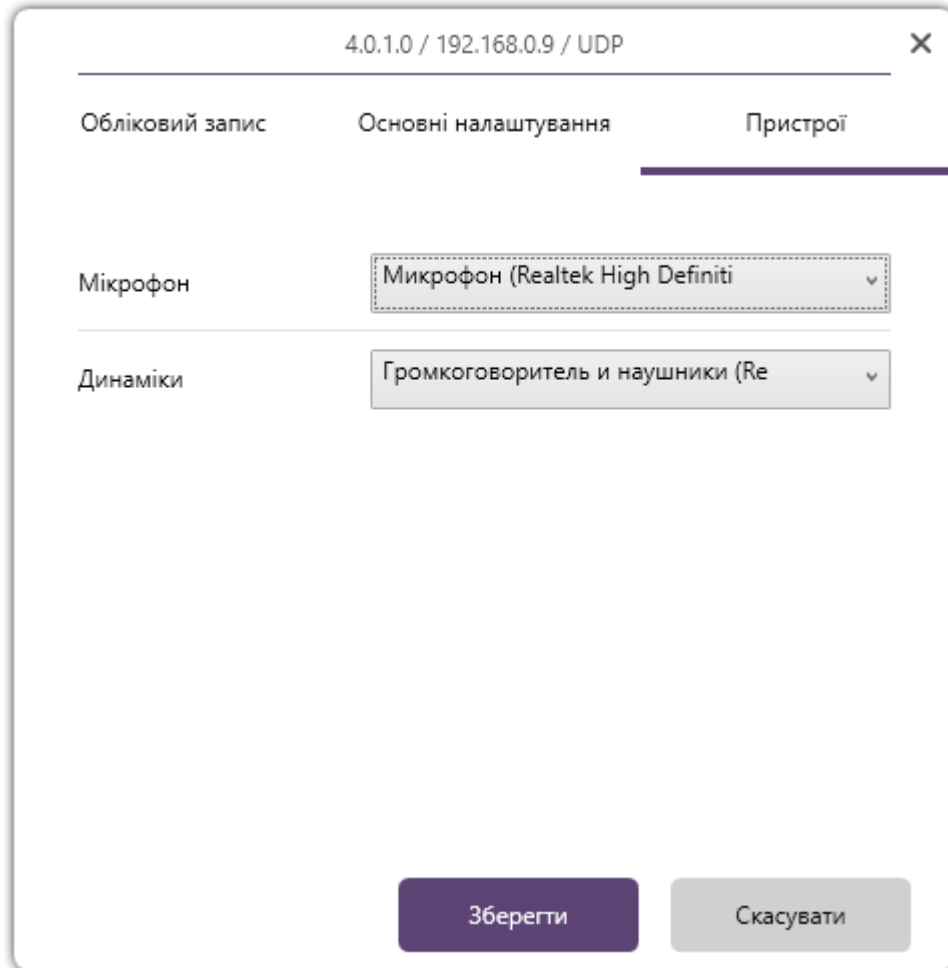 4.0.1.0 / 192.168.0.9 / UDP
Обліковий запис Основні налаштування Пристрої
Мікрофон Микрофон (Realtek High Definiti
Динаміки Громкоговоритель и наушники (Re
Зберегти Скасувати